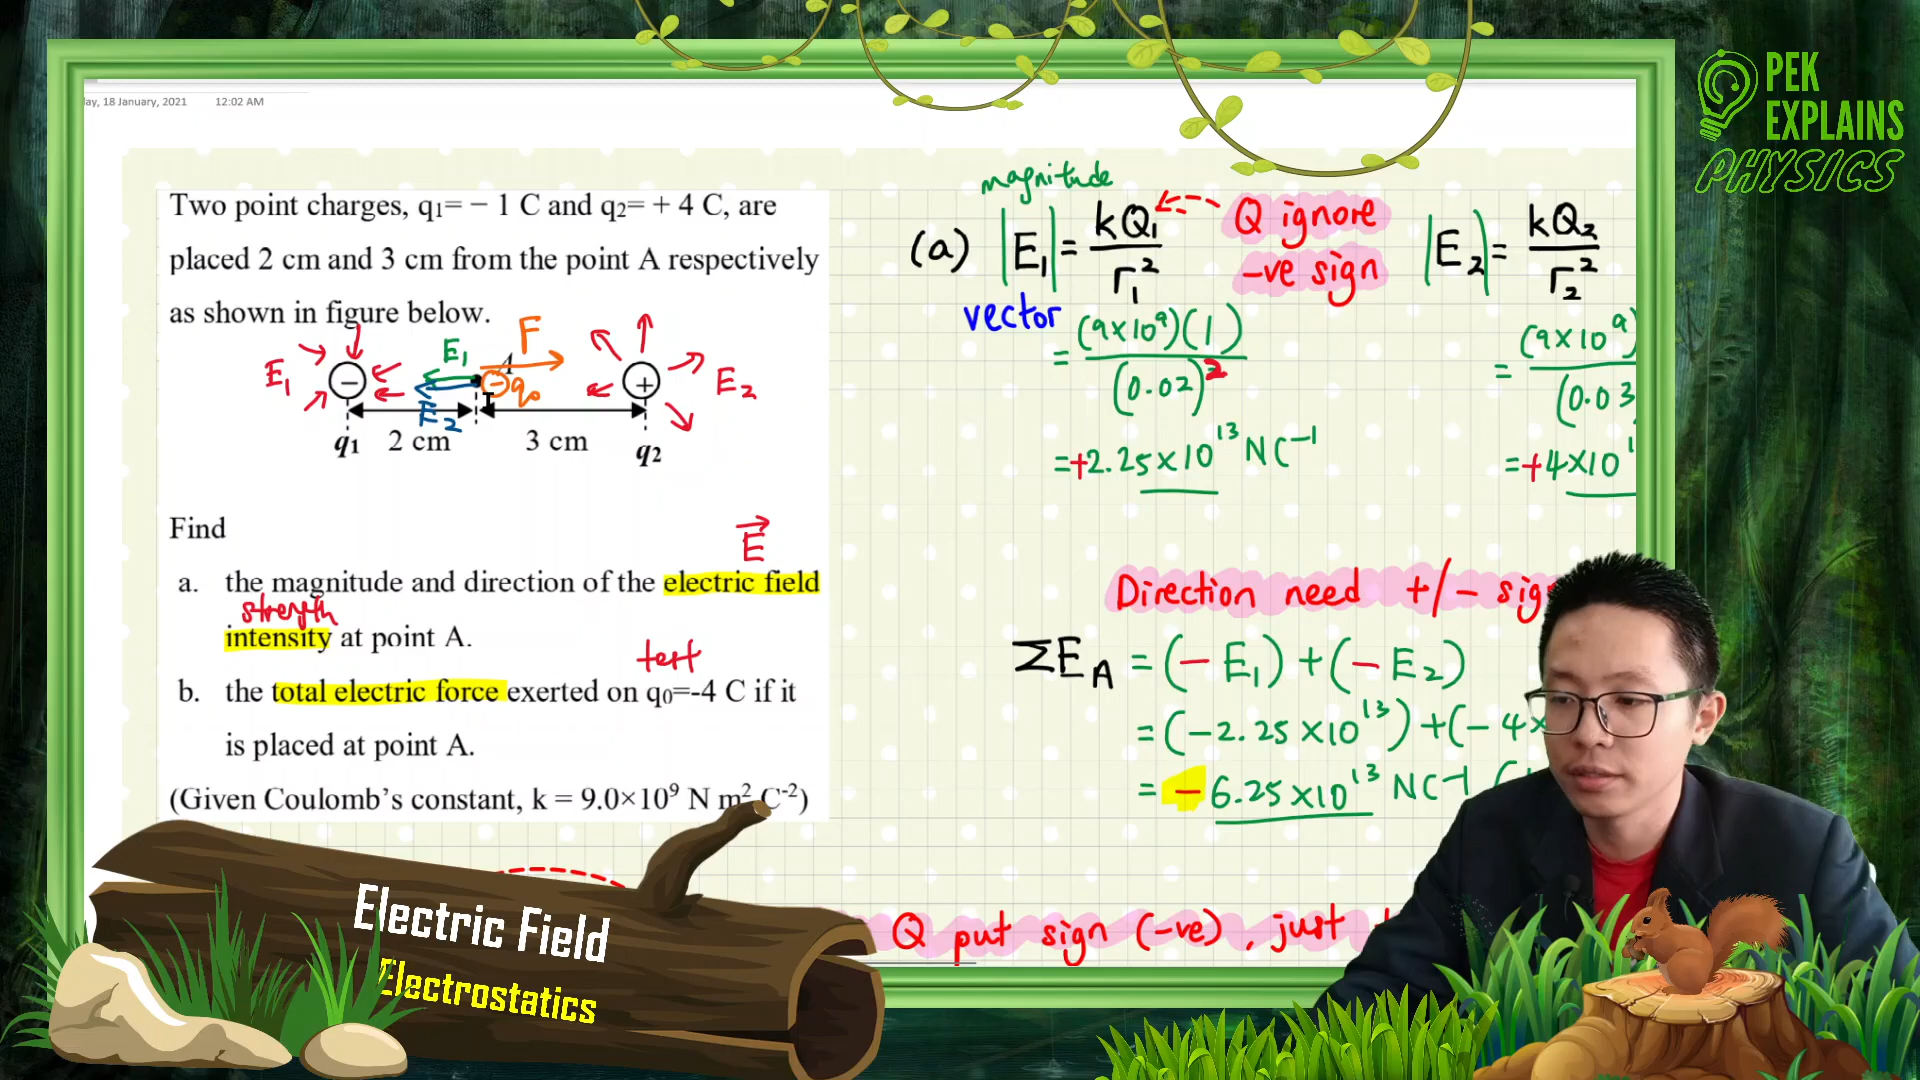 ay, 18 January, 2021 12:02 AM
PEK
EXPLAINS
PHYSICS
Two point charges, q1= − 1 C and q2= + 4 C, are
placed 2 cm and 3 cm from the point A respectively
as shown in figure below.
E₁ − E₁ F A − q₀ + E₂
E₂
q1 2 cm 3 cm q2
Find
E
a. the magnitude and direction of the electric field
strength
intensity at point A.
test
b. the total electric force exerted on q0=-4 C if it
is placed at point A.
(Given Coulomb’s constant, k = 9.0×10⁹ N m² C⁻²)
magnitude
(a) |E₁| = kQ₁ / r₁²
Q ignore
-ve sign
vector
= (9×10⁹)(1) / (0.02)²
= +2.25×10¹³ NC⁻¹
|E₂| = kQ₂ / r₂²
= (9×10⁹) / (0.03
= +4×10¹
Direction need +/− sig
ΣE_A = (− E₁) + (− E₂)
= (−2.25×10¹³) + (− 4×
= − 6.25×10¹³ NC⁻¹ (
Q put sign (-ve), just
Electric Field
Electrostatics